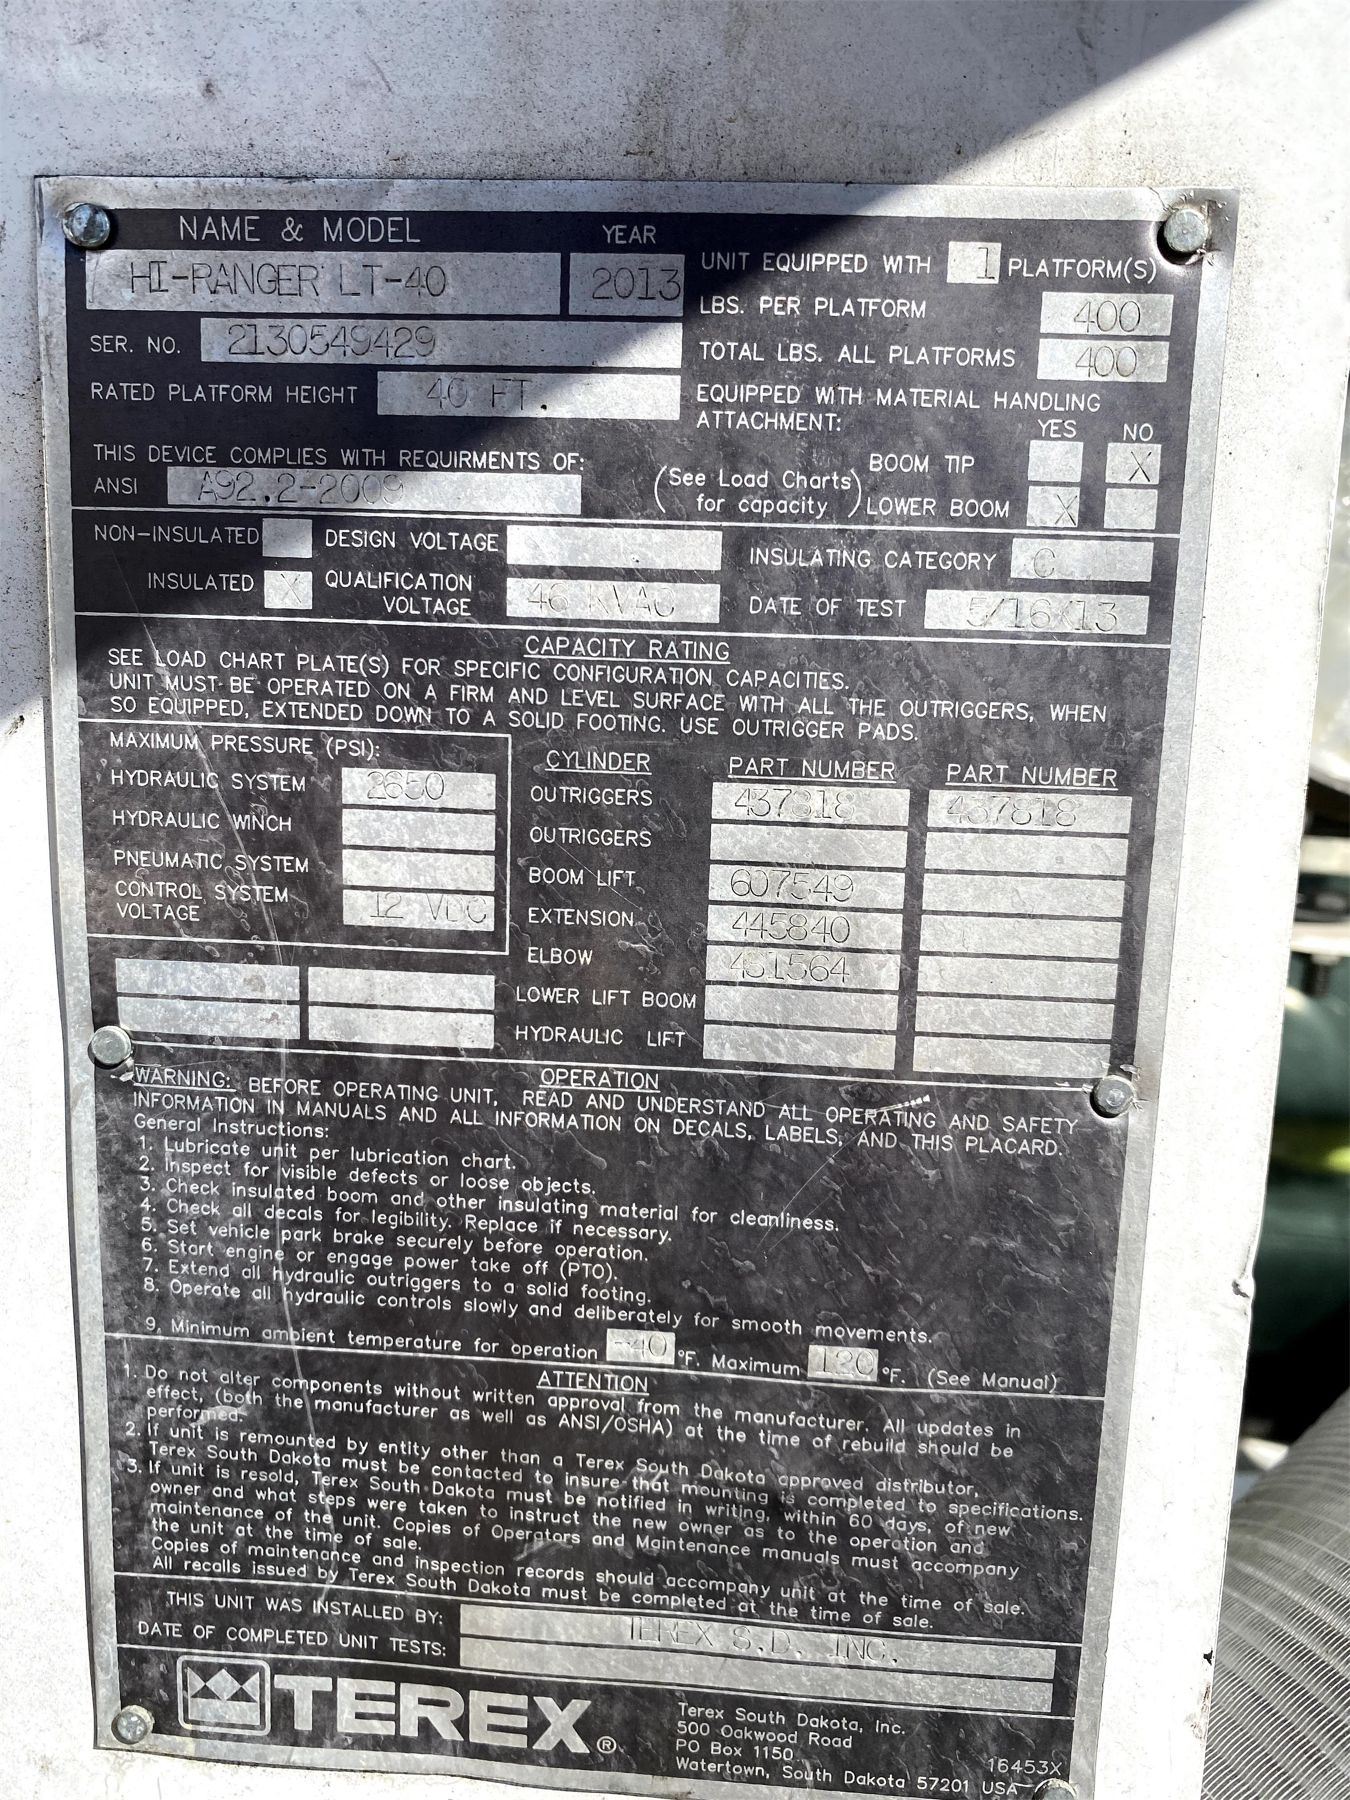 NAME & MODEL YEAR
HI-RANGER LT-40 2013
UNIT EQUIPPED WITH 1 PLATFORM(S)
LBS. PER PLATFORM 400
SER. NO. 2130549429
TOTAL LBS. ALL PLATFORMS 400
RATED PLATFORM HEIGHT 40 FT.
EQUIPPED WITH MATERIAL HANDLING
ATTACHMENT: YES NO
THIS DEVICE COMPLIES WITH REQUIRMENTS OF:
ANSI A92.2-2009
(See Load Charts for capacity)
BOOM TIP X
LOWER BOOM X
NON-INSULATED DESIGN VOLTAGE INSULATING CATEGORY C
INSULATED X QUALIFICATION VOLTAGE 46 KVAC DATE OF TEST 5/16/13
CAPACITY RATING
SEE LOAD CHART PLATE(S) FOR SPECIFIC CONFIGURATION CAPACITIES.
UNIT MUST BE OPERATED ON A FIRM AND LEVEL SURFACE WITH ALL THE OUTRIGGERS, WHEN
SO EQUIPPED, EXTENDED DOWN TO A SOLID FOOTING. USE OUTRIGGER PADS.
MAXIMUM PRESSURE (PSI):
HYDRAULIC SYSTEM 2650
HYDRAULIC WINCH
PNEUMATIC SYSTEM
CONTROL SYSTEM
VOLTAGE 12 VDC
CYLINDER PART NUMBER PART NUMBER
OUTRIGGERS 437818 437818
OUTRIGGERS
BOOM LIFT 607549
EXTENSION 445840
ELBOW 451564
LOWER LIFT BOOM
HYDRAULIC LIFT
OPERATION
WARNING: BEFORE OPERATING UNIT, READ AND UNDERSTAND ALL OPERATING AND SAFETY
INFORMATION IN MANUALS AND ALL INFORMATION ON DECALS, LABELS, AND THIS PLACARD.
General Instructions:
1. Lubricate unit per lubrication chart.
2. Inspect for visible defects or loose objects.
3. Check insulated boom and other insulating material for cleanliness.
4. Check all decals for legibility. Replace if necessary.
5. Set vehicle park brake securely before operation.
6. Start engine or engage power take off (PTO).
7. Extend all hydraulic outriggers to a solid footing.
8. Operate all hydraulic controls slowly and deliberately for smooth movements.
9. Minimum ambient temperature for operation -40 °F. Maximum 120 °F. (See Manual)
ATTENTION
1. Do not alter components without written approval from the manufacturer. All updates in
effect, (both the manufacturer as well as ANSI/OSHA) at the time of rebuild should be
performed.
2. If unit is remounted by entity other than a Terex South Dakota approved distributor,
Terex South Dakota must be contacted to insure that mounting is completed to specifications.
3. If unit is resold, Terex South Dakota must be notified in writing, within 60 days, of new
owner and what steps were taken to instruct the new owner as to the operation and
maintenance of the unit. Copies of Operators and Maintenance manuals must accompany
the unit at the time of sale.
Copies of maintenance and inspection records should accompany unit at the time of sale.
All recalls issued by Terex South Dakota must be completed at the time of sale.
THIS UNIT WAS INSTALLED BY: TEREX S.D. INC.
DATE OF COMPLETED UNIT TESTS:
TEREX®
Terex South Dakota, Inc.
500 Oakwood Road
PO Box 1150
Watertown, South Dakota 57201 USA
16453X